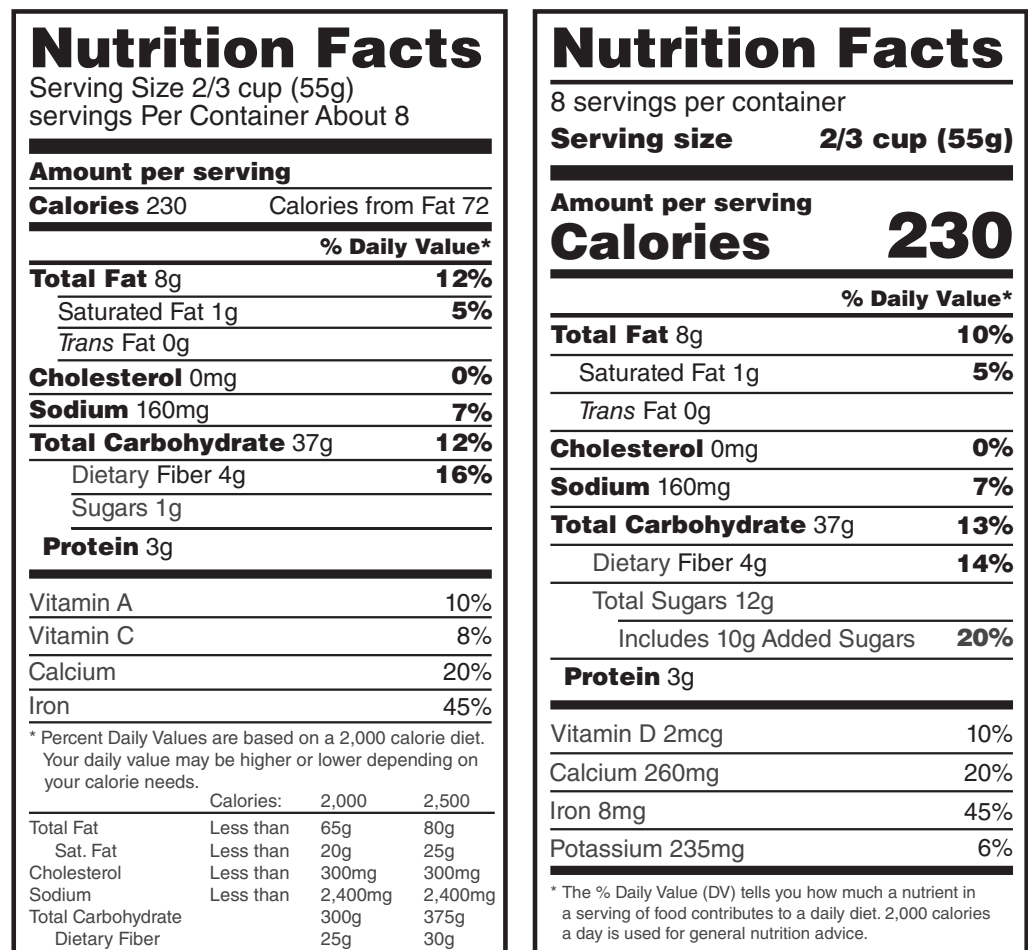 Nutrition Facts
Serving Size 2/3 cup (55g)
servings Per Container About 8
Amount per serving
Calories 230 Calories from Fat 72
% Daily Value*
Total Fat 8g 12%
Saturated Fat 1g 5%
Trans Fat 0g
Cholesterol 0mg 0%
Sodium 160mg 7%
Total Carbohydrate 37g 12%
Dietary Fiber 4g 16%
Sugars 1g
Protein 3g
Vitamin A 10%
Vitamin C 8%
Calcium 20%
Iron 45%
* Percent Daily Values are based on a 2,000 calorie diet.
Your daily value may be higher or lower depending on
your calorie needs.
Calories: 2,000 2,500
Total Fat Less than 65g 80g
Sat. Fat Less than 20g 25g
Cholesterol Less than 300mg 300mg
Sodium Less than 2,400mg 2,400mg
Total Carbohydrate 300g 375g
Dietary Fiber 25g 30g
Nutrition Facts
8 servings per container
Serving size 2/3 cup (55g)
Amount per serving
Calories 230
% Daily Value*
Total Fat 8g 10%
Saturated Fat 1g 5%
Trans Fat 0g
Cholesterol 0mg 0%
Sodium 160mg 7%
Total Carbohydrate 37g 13%
Dietary Fiber 4g 14%
Total Sugars 12g
Includes 10g Added Sugars 20%
Protein 3g
Vitamin D 2mcg 10%
Calcium 260mg 20%
Iron 8mg 45%
Potassium 235mg 6%
* The % Daily Value (DV) tells you how much a nutrient in
a serving of food contributes to a daily diet. 2,000 calories
a day is used for general nutrition advice.